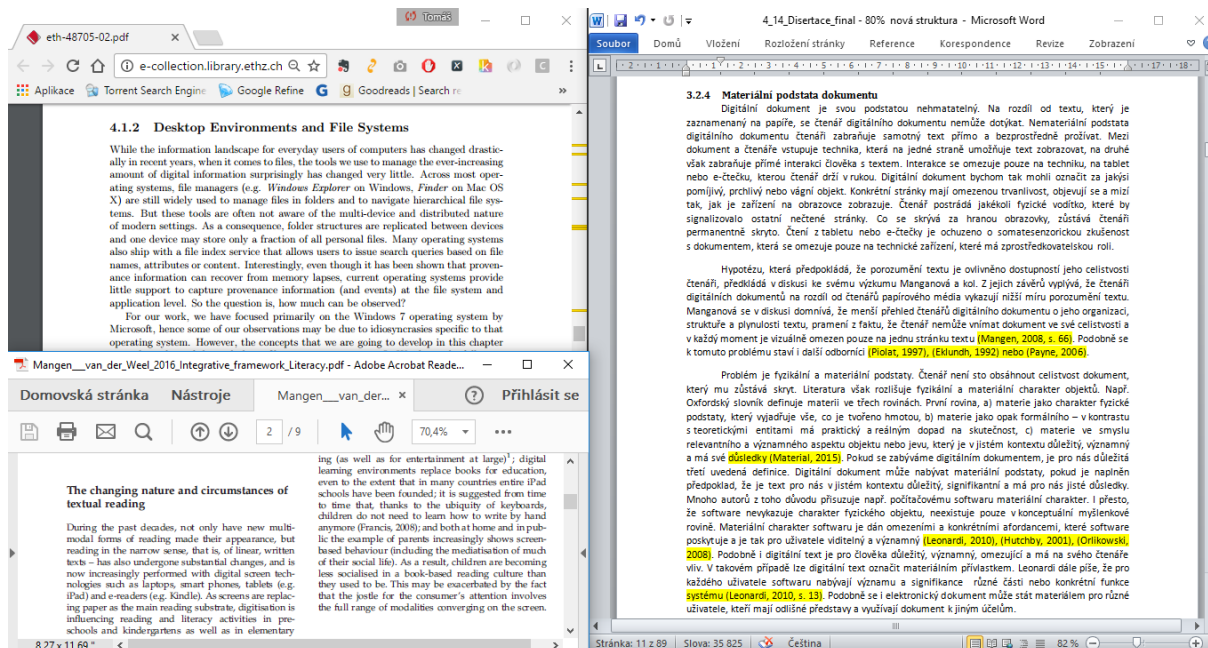 Tomáš
eth-48705-02.pdf
e-collection.library.ethz.ch
Aplikace Torrent Search Engine Google Refine G Goodreads | Search re »
4.1.2 Desktop Environments and File Systems
While the information landscape for everyday users of computers has changed drastic-
ally in recent years, when it comes to files, the tools we use to manage the ever-increasing
amount of digital information surprisingly has changed very little. Across most oper-
ating systems, file managers (e.g. Windows Explorer on Windows, Finder on Mac OS
X) are still widely used to manage files in folders and to navigate hierarchical file sys-
tems. But these tools are often not aware of the multi-device and distributed nature
of modern settings. As a consequence, folder structures are replicated between devices
and one device may store only a fraction of all personal files. Many operating systems
also ship with a file index service that allows users to issue search queries based on file
names, attributes or content. Interestingly, even though it has been shown that proven-
ance information can recover from memory lapses, current operating systems provide
little support to capture provenance information (and events) at the file system and
application level. So the question is, how much can be observed?
For our work, we have focused primarily on the Windows 7 operating system by
Microsoft, hence some of our observations may be due to idiosyncrasies specific to that
operating system. However, the concepts that we are going to develop in this chapter
Mangen__van_der_Weel_2016_Integrative_framework_Literacy.pdf - Adobe Acrobat Reade...
Domovská stránka Nástroje Mangen__van_der... × Přihlásit se
2 / 9 70,4%
The changing nature and circumstances of
textual reading
During the past decades, not only have new multi-
modal forms of reading made their appearance, but
reading in the narrow sense, that is, of linear, written
texts – has also undergone substantial changes, and is
now increasingly performed with digital screen tech-
nologies such as laptops, smart phones, tablets (e.g.
iPad) and e-readers (e.g. Kindle). As screens are replac-
ing paper as the main reading substrate, digitisation is
influencing reading and literacy activities in pre-
schools and kindergartens as well as in elementary
ing (as well as for entertainment at large)1; digital
learning environments replace books for education,
even to the extent that in many countries entire iPad
schools have been founded; it is suggested from time
to time that, thanks to the ubiquity of keyboards,
children do not need to learn how to write by hand
anymore (Francis, 2008); and both at home and in pub-
lic the example of parents increasingly shows screen-
based behaviour (including the mediatisation of much
of their social life). As a result, children are becoming
less socialised in a book-based reading culture than
they used to be. This may be exacerbated by the fact
that the jostle for the consumer's attention involves
the full range of modalities converging on the screen.
8,27 x 11,69 "
4_14_Disertace_final - 80% nová struktura - Microsoft Word
Soubor Domů Vložení Rozložení stránky Reference Korespondence Revize Zobrazení
3.2.4 Materiální podstata dokumentu
Digitální dokument je svou podstatou nehmatatelný. Na rozdíl od textu, který je
zaznamenaný na papíře, se čtenář digitálního dokumentu nemůže dotýkat. Nemateriální podstata
digitálního dokumentu čtenáři zabraňuje samotný text přímo a bezprostředně prožívat. Mezi
dokument a čtenáře vstupuje technika, která na jedné straně umožňuje text zobrazovat, na druhé
však zabraňuje přímé interakci člověka s textem. Interakce se omezuje pouze na techniku, na tablet
nebo e-čtečku, kterou čtenář drží v rukou. Digitální dokument bychom tak mohli označit za jakýsi
pomíjivý, prchlivý nebo vágní objekt. Konkrétní stránky mají omezenou trvanlivost, objevují se a mizí
tak, jak je zařízení na obrazovce zobrazuje. Čtenář postrádá jakékoli fyzické vodítko, které by
signalizovalo ostatní nečtené stránky. Co se skrývá za hranou obrazovky, zůstává čtenáři
permanentně skryto. Čtení z tabletu nebo e-čtečky je ochuzeno o somatesenzorickou zkušenost
s dokumentem, která se omezuje pouze na technické zařízení, které má zprostředkovatelskou roli.
Hypotézu, která předpokládá, že porozumění textu je ovlivněno dostupností jeho celistvosti
čtenáři, předkládá v diskusi ke svému výzkumu Manganová a kol. Z jejich závěrů vyplývá, že čtenáři
digitálních dokumentů na rozdíl od čtenářů papírového média vykazují nižší míru porozumění textu.
Manganová se v diskusi domnívá, že menší přehled čtenářů digitálního dokumentu o jeho organizaci,
struktuře a plynulosti textu, pramení z faktu, že čtenář nemůže vnímat dokument ve své celistvosti a
v každý moment je vizuálně omezen pouze na jednu stránku textu (Mangen, 2008, s. 66). Podobně se
k tomuto problému staví i další odborníci (Piolat, 1997), (Eklundh, 1992) nebo (Payne, 2006).
Problém je fyzikální a materiální podstaty. Čtenář není sto obsáhnout celistvost dokument,
který mu zůstává skryt. Literatura však rozlišuje fyzikální a materiální charakter objektů. Např.
Oxfordský slovník definuje materii ve třech rovinách. První rovina, a) materie jako charakter fyzické
podstaty, který vyjadřuje vše, co je tvořeno hmotou, b) materie jako opak formálního – v kontrastu
s teoretickými entitami má praktický a reálným dopad na skutečnost, c) materie ve smyslu
relevantního a významného aspektu objektu nebo jevu, který je v jistém kontextu důležitý, významný
a má své důsledky (Material, 2015). Pokud se zabýváme digitálním dokumentem, je pro nás důležitá
třetí uvedená definice. Digitální dokument může nabývat materiální podstaty, pokud je naplněn
předpoklad, že je text pro nás v jistém kontextu důležitý, signifikantní a má pro nás jisté důsledky.
Mnoho autorů z toho důvodu přisuzuje např. počítačovému softwaru materiální charakter. I přesto,
že software nevykazuje charakter fyzického objektu, neexistuje pouze v konceptuální myšlenkové
rovině. Materiální charakter softwaru je dán omezeními a konkrétními afordancemi, které software
poskytuje a je tak pro uživatele viditelný a významný (Leonardi, 2010), (Hutchby, 2001), (Orlikowski,
2008). Podobně i digitální text je pro člověka důležitý, významný, omezující a má na svého čtenáře
vliv. V takovém případě lze digitální text označit materiálním přívlastkem. Leonardi dále píše, že pro
každého uživatele softwaru nabývají významu a signifikance různé části nebo konkrétní funkce
systému (Leonardi, 2010, s. 13). Podobně se i elektronický dokument může stát materiálem pro různé
uživatele, kteří mají odlišné představy a využívají dokument k jiným účelům.
Stránka: 11 z 89 Slova: 35 825 Čeština 82 %